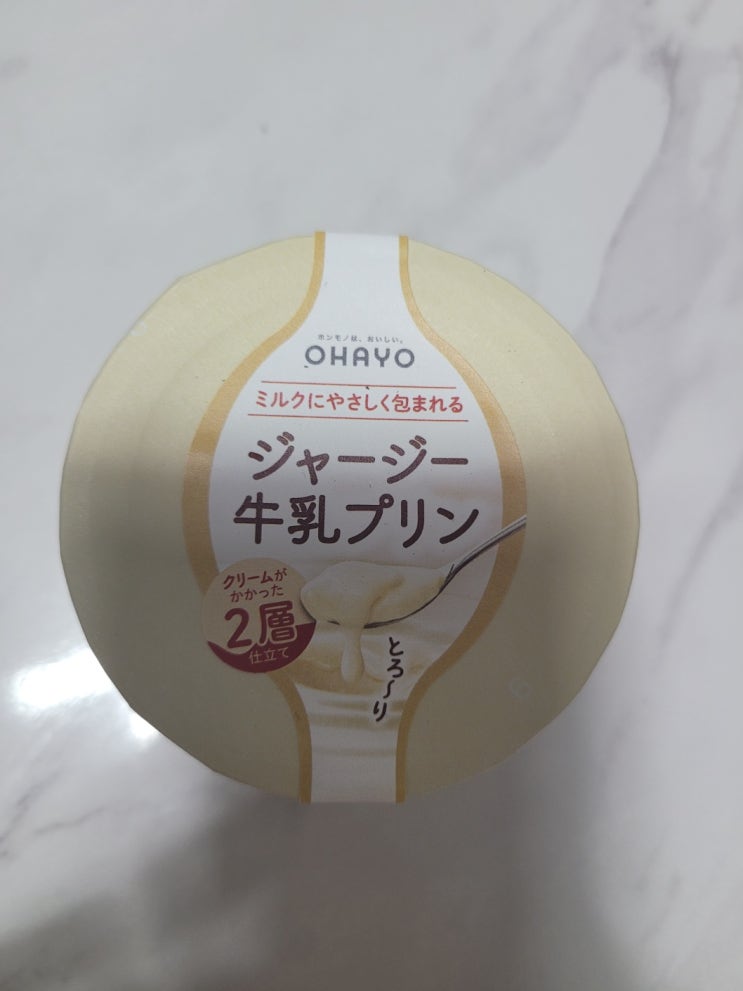 ホンモノは、おいしい。
OHAYO
ミルクにやさしく包まれる
ジャージー
牛乳プリン
クリームが
かかった
2層
仕立て
とろ〜り